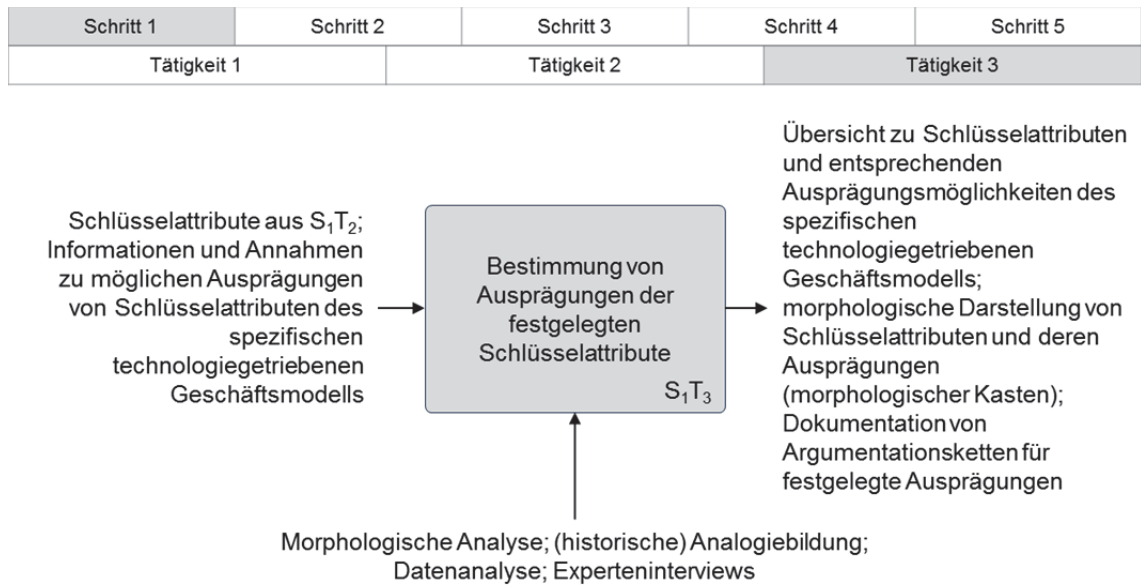 Schritt 1 Schritt 2 Schritt 3 Schritt 4 Schritt 5
Tätigkeit 1 Tätigkeit 2 Tätigkeit 3
Schlüsselattribute aus S₁T₂;
Informationen und Annahmen
zu möglichen Ausprägungen
von Schlüsselattributen des
spezifischen
technologiegetriebenen
Geschäftsmodells
Bestimmung von
Ausprägungen der
festgelegten
Schlüsselattribute
S₁T₃
Übersicht zu Schlüsselattributen
und entsprechenden
Ausprägungsmöglichkeiten des
spezifischen
technologiegetriebenen
Geschäftsmodells;
morphologische Darstellung von
Schlüsselattributen und deren
Ausprägungen
(morphologischer Kasten);
Dokumentation von
Argumentationsketten für
festgelegte Ausprägungen
Morphologische Analyse; (historische) Analogiebildung;
Datenanalyse; Experteninterviews